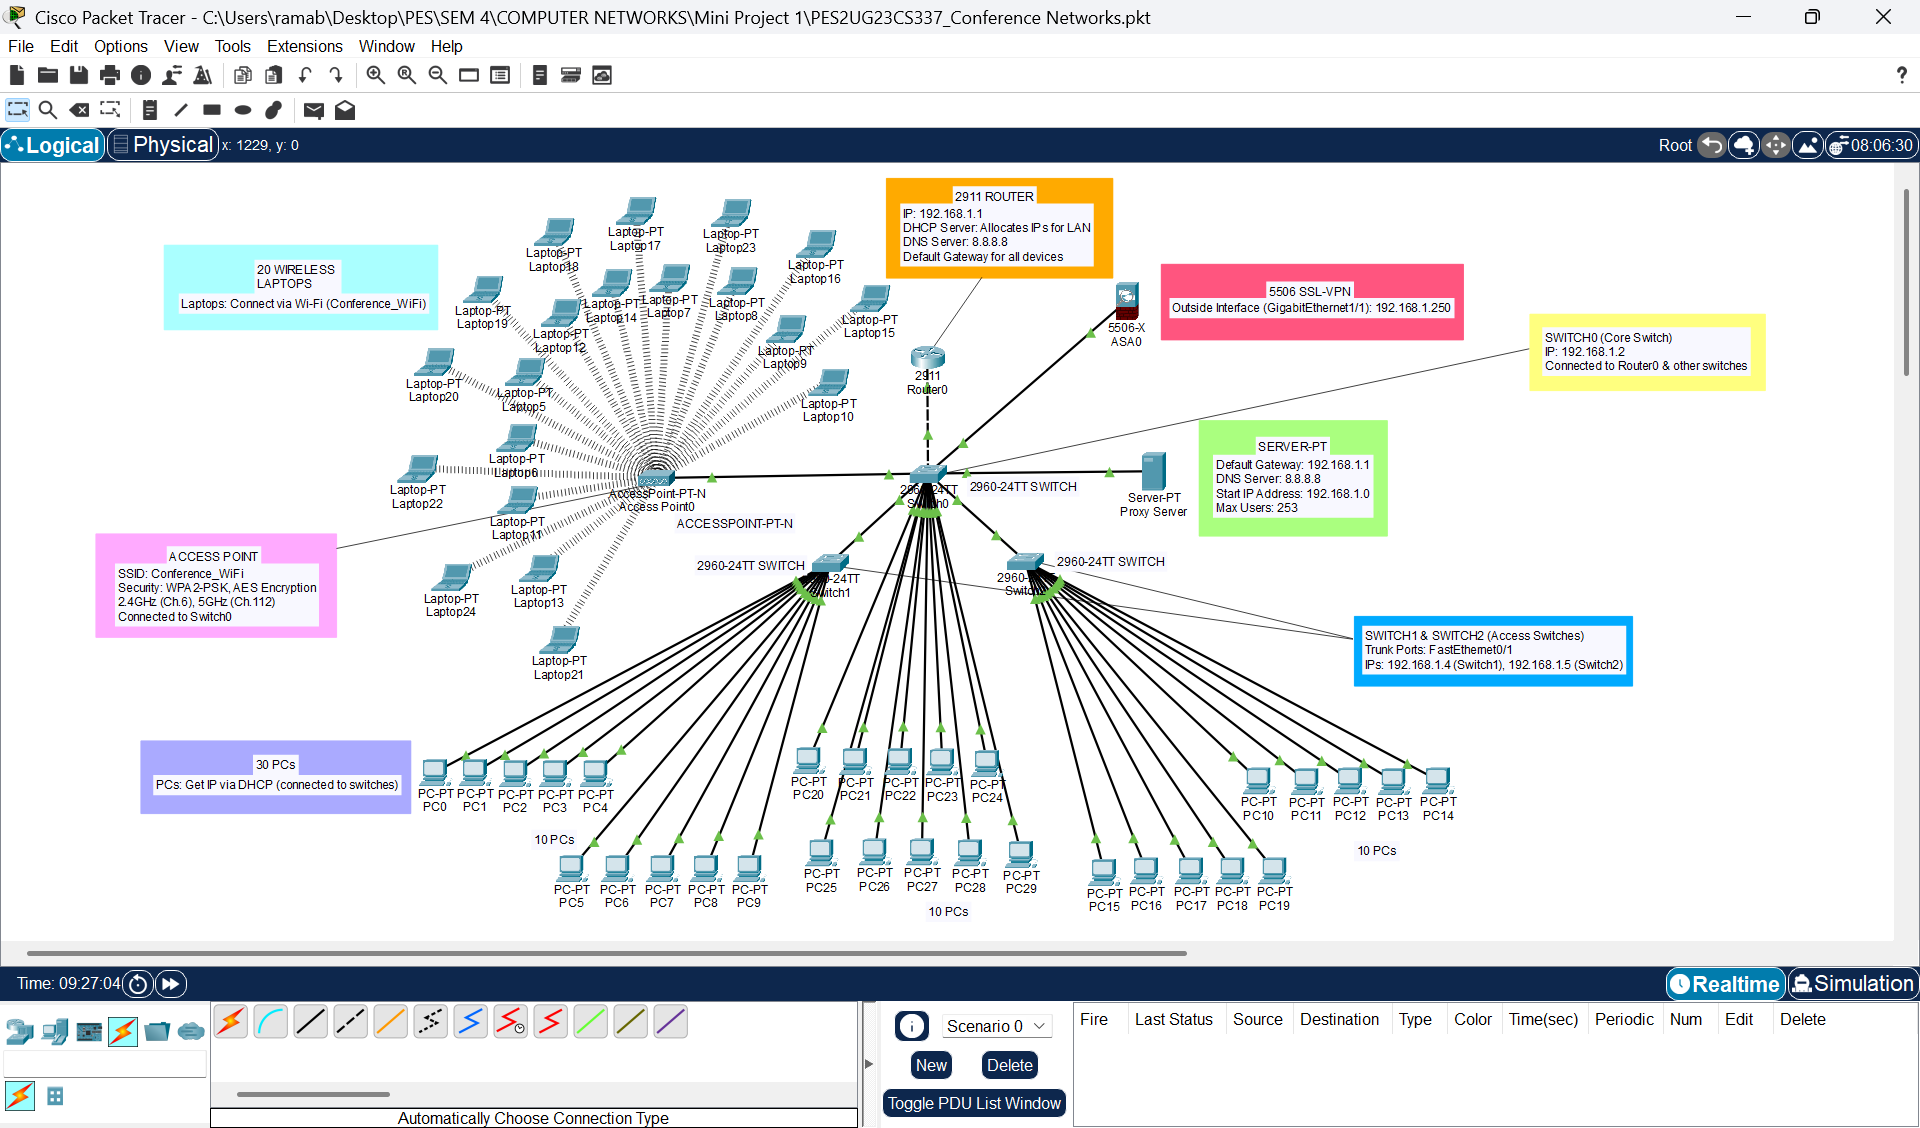 Cisco Packet Tracer - C:\Users\ramab\Desktop\PES\SEM 4\COMPUTER NETWORKS\Mini Project 1\PES2UG23CS337_Conference Networks.pkt
File Edit Options View Tools Extensions Window Help
?
Logical Physical x: 1229, y: 0 Root 08:06:30
2911 ROUTER
IP: 192.168.1.1
DHCP Server: Allocates IPs for LAN
DNS Server: 8.8.8.8
Default Gateway for all devices
20 WIRELESS
LAPTOPS
Laptops: Connect via Wi-Fi (Conference_WiFi)
5506 SSL-VPN
Outside Interface (GigabitEthernet1/1): 192.168.1.250
SWITCH0 (Core Switch)
IP: 192.168.1.2
Connected to Router0 & other switches
SERVER-PT
Default Gateway: 192.168.1.1
DNS Server: 8.8.8.8
Start IP Address: 192.168.1.0
Max Users: 253
ACCESS POINT
SSID: Conference_WiFi
Security: WPA2-PSK, AES Encryption
2.4GHz (Ch.6), 5GHz (Ch.112)
Connected to Switch0
SWITCH1 & SWITCH2 (Access Switches)
Trunk Ports: FastEthernet0/1
IPs: 192.168.1.4 (Switch1), 192.168.1.5 (Switch2)
30 PCs
PCs: Get IP via DHCP (connected to switches)
Laptop-PT
Laptop17
Laptop-PT
Laptop23
Laptop-PT
Laptop18
Laptop-PT
Laptop16
Laptop-PT
Laptop19
Laptop-PT
Laptop14
Laptop-PT
Laptop7
Laptop-PT
Laptop8
Laptop-PT
Laptop15
Laptop-PT
Laptop12
Laptop-PT
Laptop9
Laptop-PT
Laptop20
Laptop-PT
Laptop5
Laptop-PT
Laptop10
Laptop-PT
Laptop6
Laptop-PT
Laptop22
Laptop-PT
Laptop11
Laptop-PT
Laptop24
Laptop-PT
Laptop13
Laptop-PT
Laptop21
AccessPoint-PT-N
Access Point0
ACCESSPOINT-PT-N
5506-X
ASA0
2911
Router0
2960-24TT
Switch0
2960-24TT SWITCH
Server-PT
Proxy Server
2960-24TT SWITCH
-24TT
Switch1
2960-
Switch
2960-24TT SWITCH
PC-PT
PC0
PC-PT
PC1
PC-PT
PC2
PC-PT
PC3
PC-PT
PC4
10 PCs
PC-PT
PC5
PC-PT
PC6
PC-PT
PC7
PC-PT
PC8
PC-PT
PC9
PC-PT
PC20
PC-PT
PC21
PC-PT
PC22
PC-PT
PC23
PC-PT
PC24
PC-PT
PC25
PC-PT
PC26
PC-PT
PC27
PC-PT
PC28
PC-PT
PC29
10 PCs
PC-PT
PC10
PC-PT
PC11
PC-PT
PC12
PC-PT
PC13
PC-PT
PC14
10 PCs
PC-PT
PC15
PC-PT
PC16
PC-PT
PC17
PC-PT
PC18
PC-PT
PC19
Time: 09:27:04 Realtime Simulation
Scenario 0
New Delete
Toggle PDU List Window
Fire Last Status Source Destination Type Color Time(sec) Periodic Num Edit Delete
Automatically Choose Connection Type